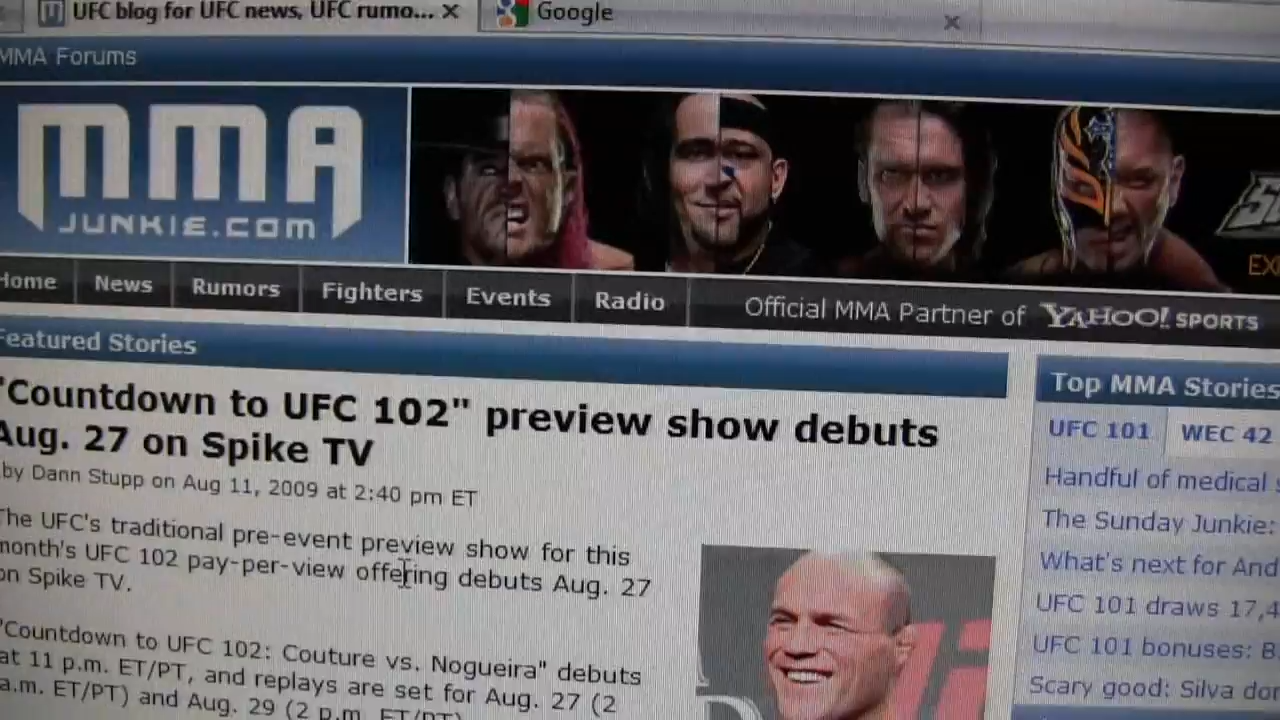 UFC blog for UFC news, UFC rumo...
Google
MMA Forums
MMA
JUNKIE.COM
Home News Rumors Fighters Events Radio Official MMA Partner of YAHOO! SPORTS
Featured Stories
"Countdown to UFC 102" preview show debuts
Aug. 27 on Spike TV
by Dann Stupp on Aug 11, 2009 at 2:40 pm ET
The UFC's traditional pre-event preview show for this
month's UFC 102 pay-per-view offering debuts Aug. 27
on Spike TV.
"Countdown to UFC 102: Couture vs. Nogueira" debuts
at 11 p.m. ET/PT, and replays are set for Aug. 27 (2
a.m. ET/PT) and Aug. 29 (2 p.m. ET/PT)
Top MMA Stories
UFC 101 WEC 42
Handful of medical
The Sunday Junkie:
What's next for And
UFC 101 draws 17,4
UFC 101 bonuses: B
Scary good: Silva do